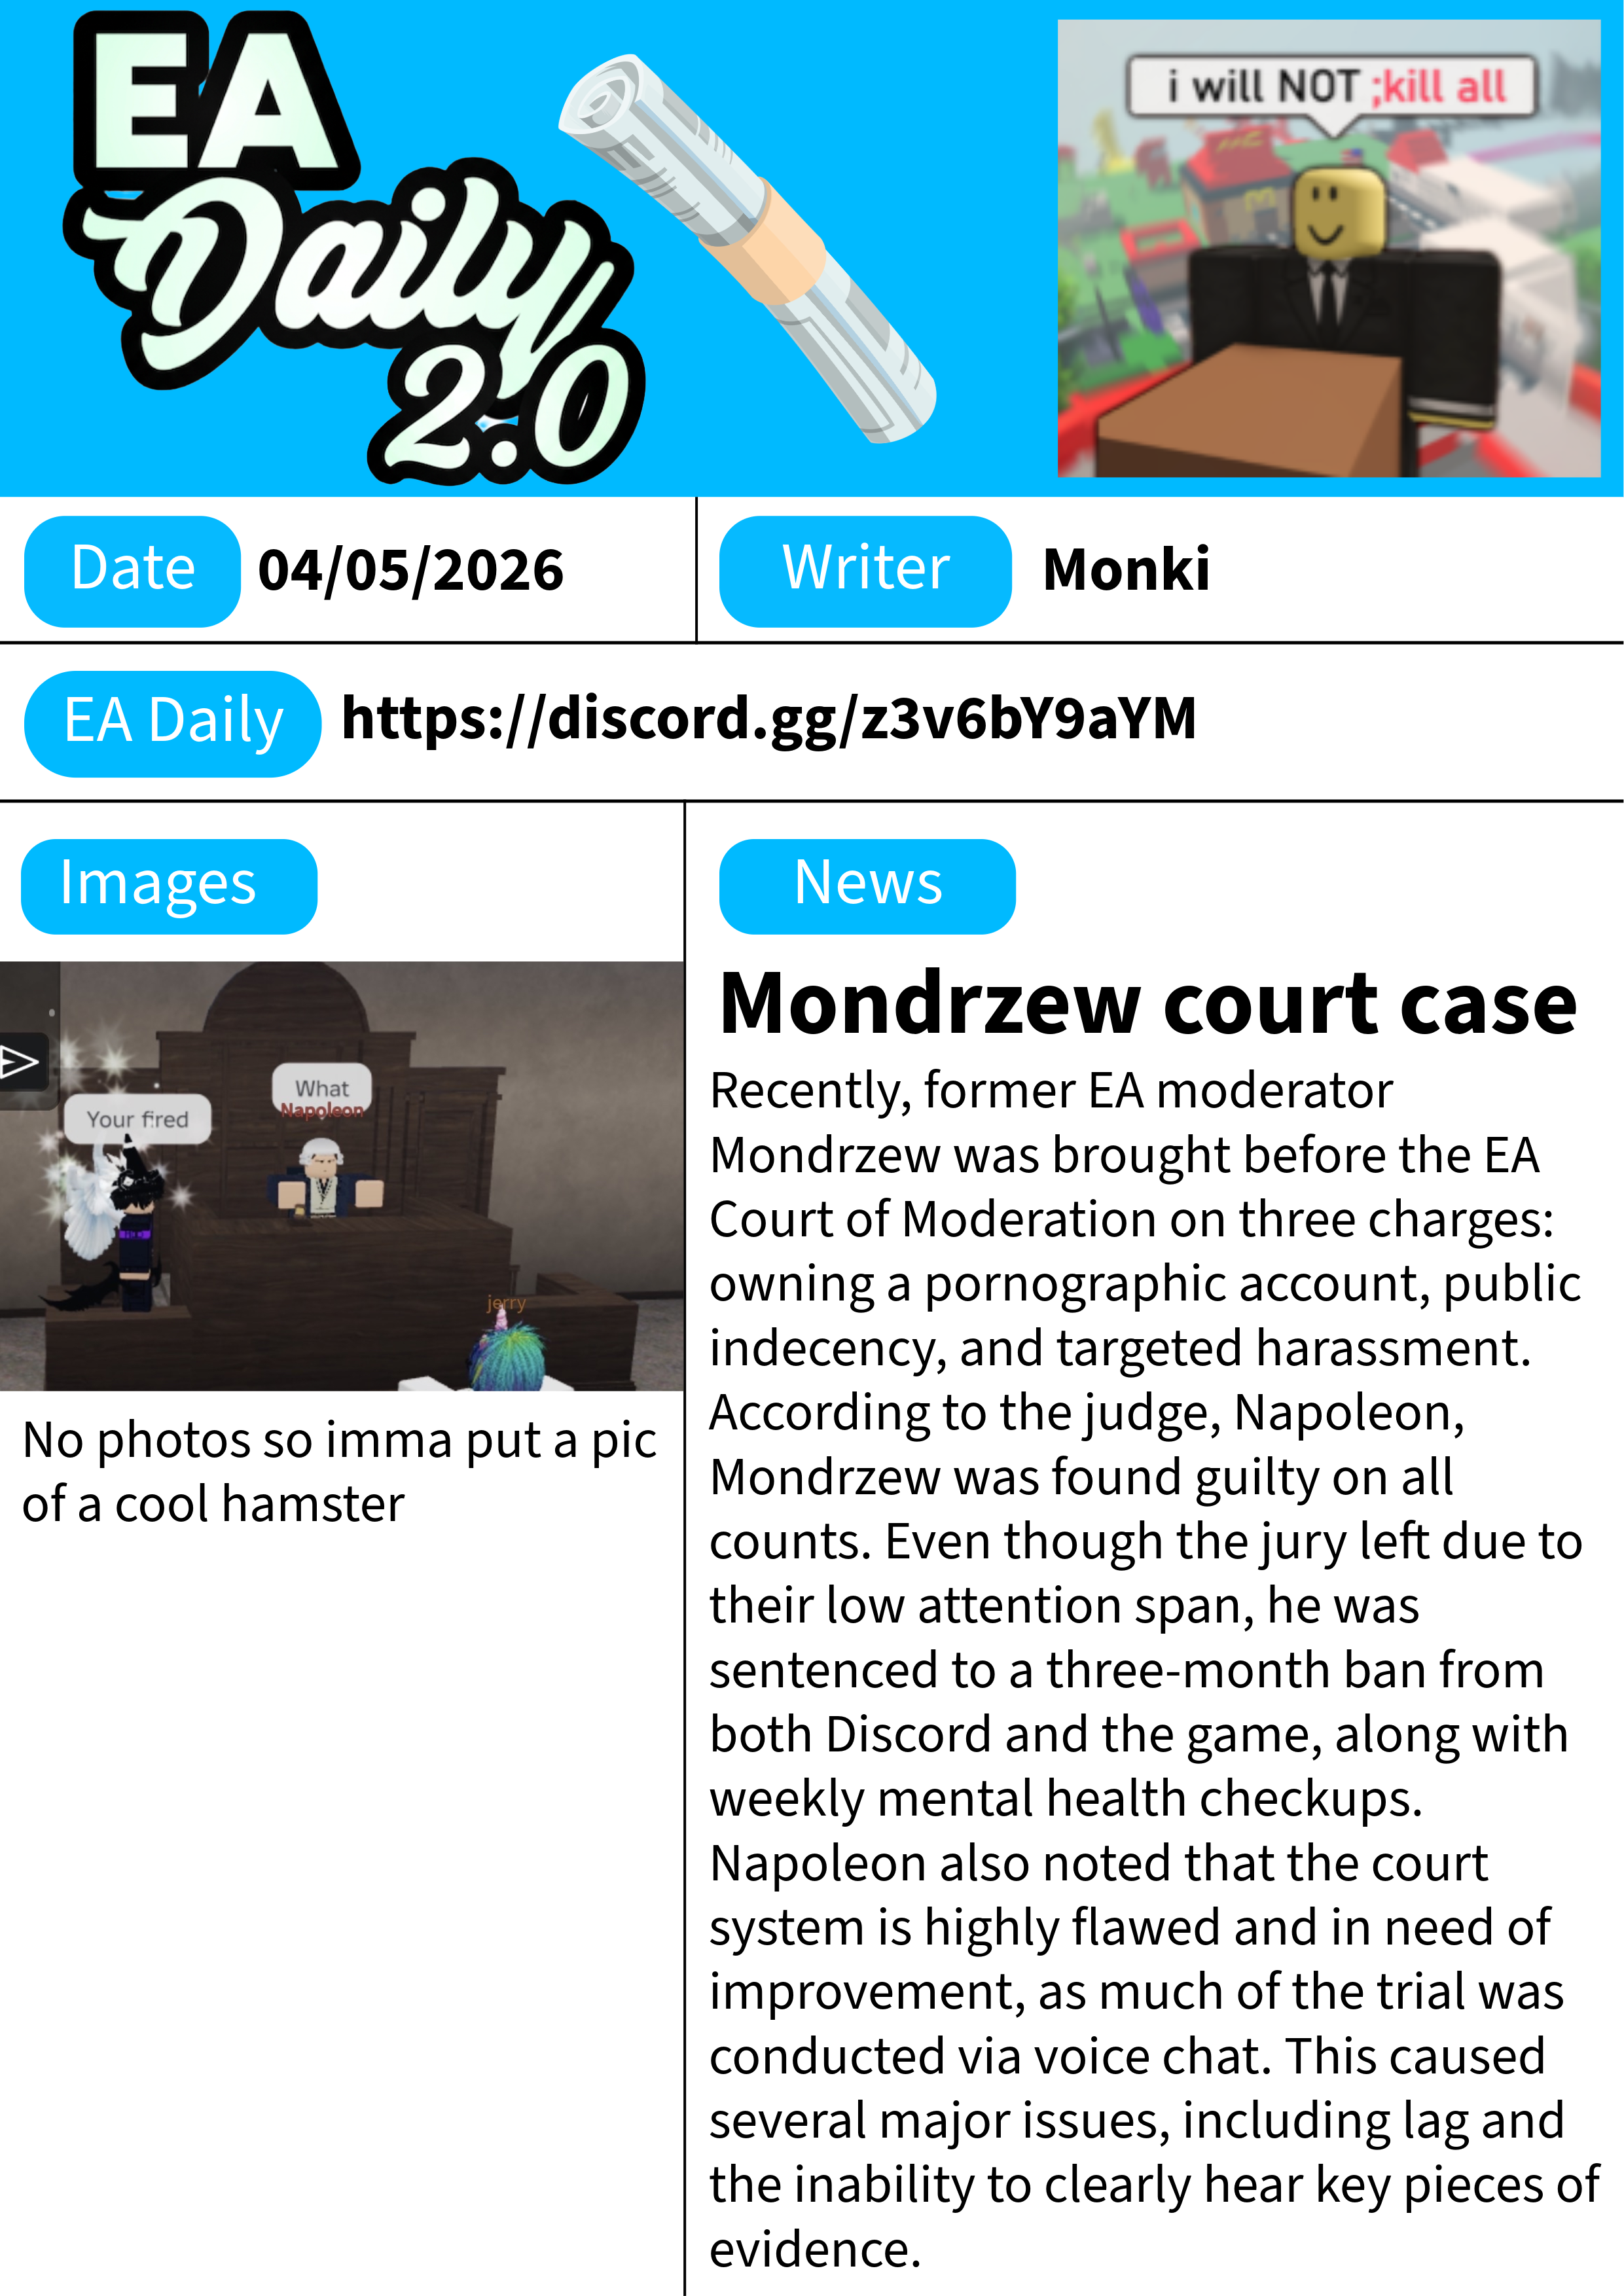 EA
Daily
2.0
i will NOT ;kill all
Date
04/05/2026
Writer
Monki
EA Daily
https://discord.gg/z3v6bY9aYM
Images
What
Napoleon
Your fired
jerry
No photos so imma put a pic
of a cool hamster
News
Mondrzew court case
Recently, former EA moderator
Mondrzew was brought before the EA
Court of Moderation on three charges:
owning a pornographic account, public
indecency, and targeted harassment.
According to the judge, Napoleon,
Mondrzew was found guilty on all
counts. Even though the jury left due to
their low attention span, he was
sentenced to a three-month ban from
both Discord and the game, along with
weekly mental health checkups.
Napoleon also noted that the court
system is highly flawed and in need of
improvement, as much of the trial was
conducted via voice chat. This caused
several major issues, including lag and
the inability to clearly hear key pieces of
evidence.